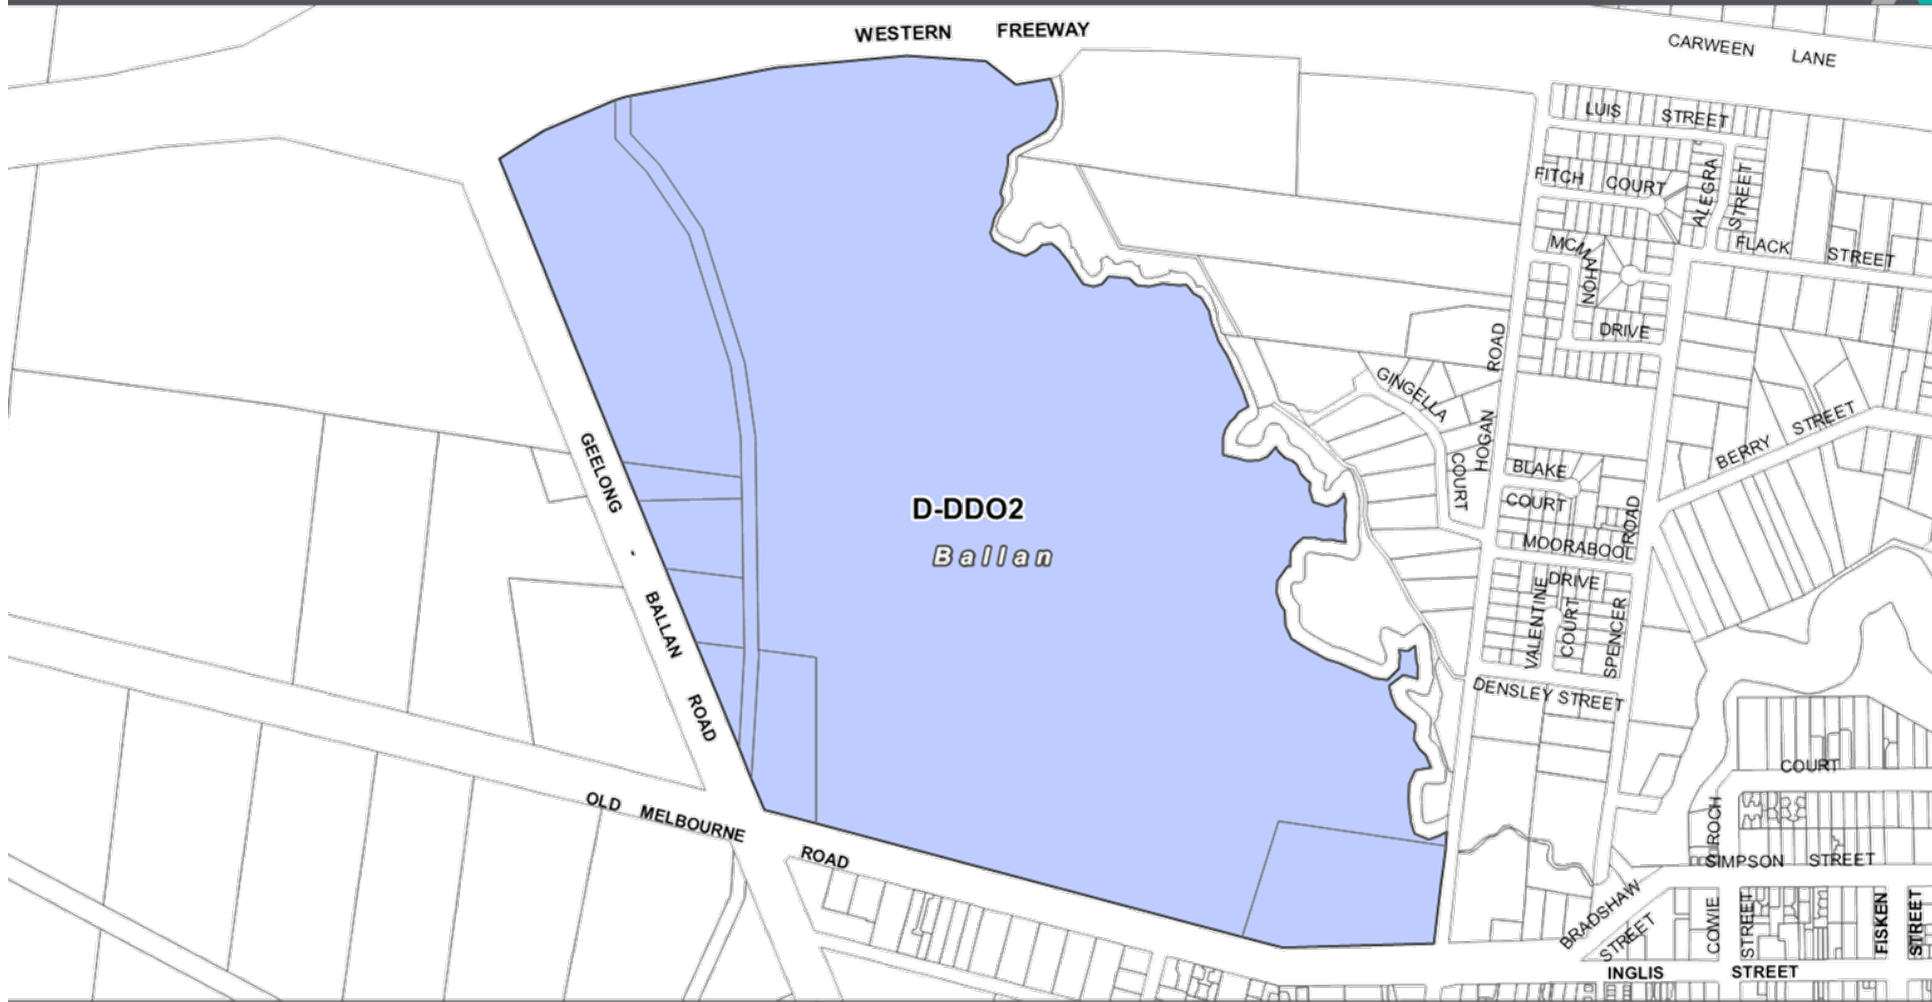 WESTERN FREEWAY
CARWEEN LANE
LUIS STREET
FITCH COURT
ALEGRA STREET
MCMAHON DRIVE
FLACK STREET
GINGELLA COURT
HOGAN ROAD
BERRY STREET
BLAKE COURT
GEELONG - BALLAN ROAD
D-DDO2
Ballan
MOORABOOL DRIVE
VALENTINE COURT
SPENCER ROAD
DENSLEY STREET
OLD MELBOURNE ROAD
ROCH COURT
SIMPSON STREET
BRADSHAW STREET
COWIE STREET
FISKEN STREET
INGLIS STREET